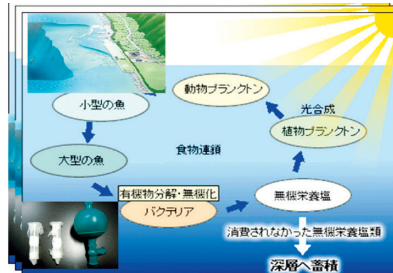 動物プランクトン
小型の魚
光合成
植物プランクトン
食物連鎖
大型の魚
有機物分解・無機化
バクテリア
無機栄養塩
消費されなかった無機栄養塩類
深層へ蓄積